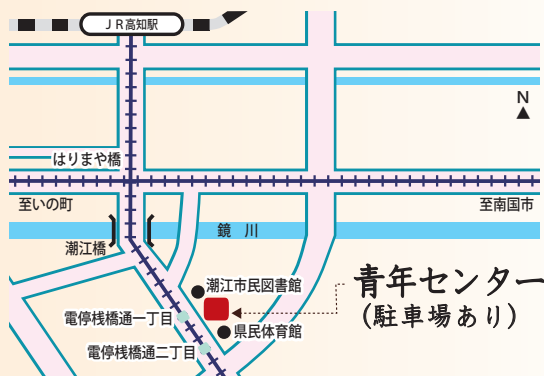 JR高知駅
N
はりまや橋
至いの町
至南国市
鏡 川
潮江橋
潮江市民図書館
青年センター
(駐車場あり)
電停桟橋通一丁目
県民体育館
電停桟橋通二丁目